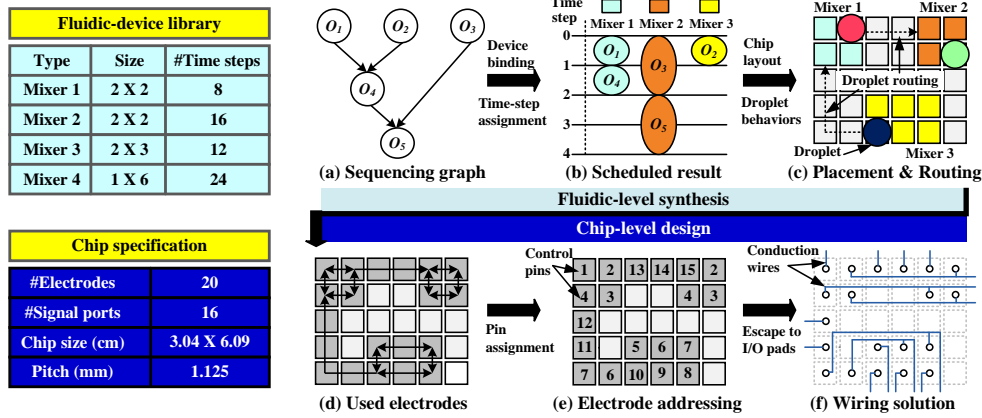 Fluidic-device library
Type Size #Time steps
Mixer 1 2 X 2 8
Mixer 2 2 X 2 16
Mixer 3 2 X 3 12
Mixer 4 1 X 6 24
Chip specification
#Electrodes 20
#Signal ports 16
Chip size (cm) 3.04 X 6.09
Pitch (mm) 1.125
O1 O2 O3
O4
O5
(a) Sequencing graph
Device binding
Time-step assignment
Time step
Mixer 1 Mixer 2 Mixer 3
0
1
2
3
4
O1 O2
O3
O4
O5
(b) Scheduled result
Chip layout
Droplet behaviors
Mixer 1 Mixer 2
Droplet routing
Droplet
Mixer 3
(c) Placement & Routing
Fluidic-level synthesis
Chip-level design
(d) Used electrodes
Pin assignment
Control pins
1 2 13 14 15 2
4 3 4 3
12
11 5 6 7
7 6 10 9 8
(e) Electrode addressing
Escape to I/O pads
Conduction wires
(f) Wiring solution